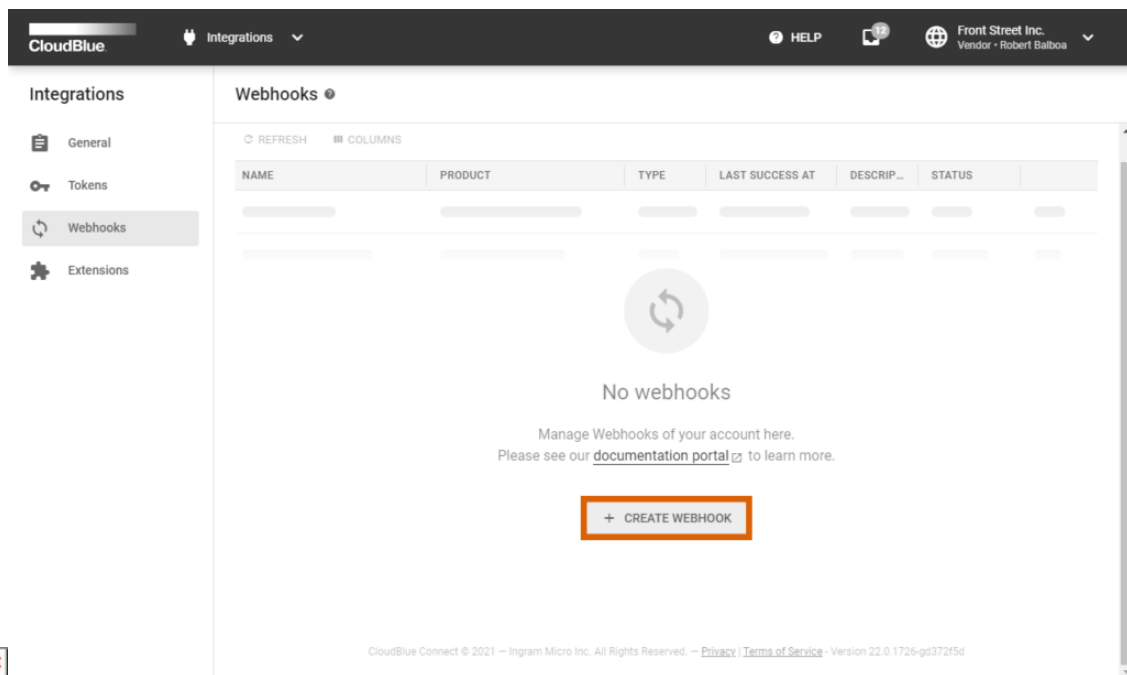 CloudBlue. Integrations HELP 12 Front Street Inc.
Vendor • Robert Balboa
Integrations
Webhooks
General
Tokens
Webhooks
Extensions
REFRESH COLUMNS
NAME PRODUCT TYPE LAST SUCCESS AT DESCRIP... STATUS
No webhooks
Manage Webhooks of your account here.
Please see our documentation portal to learn more.
+ CREATE WEBHOOK
CloudBlue Connect © 2021 — Ingram Micro Inc. All Rights Reserved. — Privacy | Terms of Service - Version 22.0.1726-gd372f5d